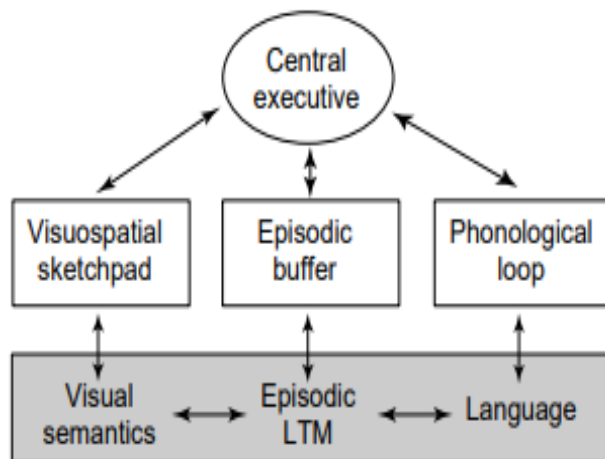 Central
executive
Visuospatial
sketchpad
Episodic
buffer
Phonological
loop
Visual
semantics
Episodic
LTM
Language